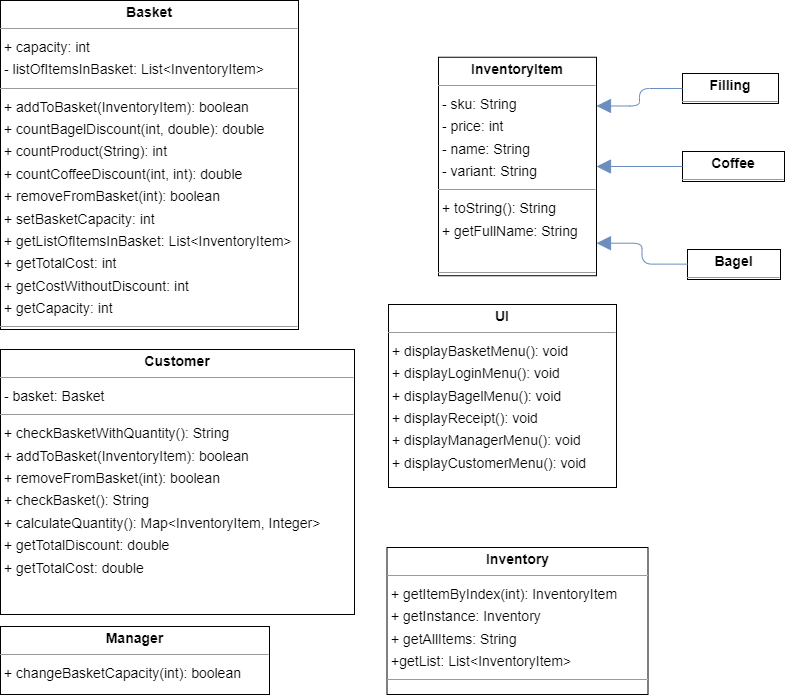 Basket
+ capacity: int
- listOfItemsInBasket: List<InventoryItem>
+ addToBasket(InventoryItem): boolean
+ countBagelDiscount(int, double): double
+ countProduct(String): int
+ countCoffeeDiscount(int, int): double
+ removeFromBasket(int): boolean
+ setBasketCapacity: int
+ getListOfItemsInBasket: List<InventoryItem>
+ getTotalCost: int
+ getCostWithoutDiscount: int
+ getCapacity: int
InventoryItem
- sku: String
- price: int
- name: String
- variant: String
+ toString(): String
+ getFullName: String
Filling
Coffee
Bagel
UI
+ displayBasketMenu(): void
+ displayLoginMenu(): void
+ displayBagelMenu(): void
+ displayReceipt(): void
+ displayManagerMenu(): void
+ displayCustomerMenu(): void
Customer
- basket: Basket
+ checkBasketWithQuantity(): String
+ addToBasket(InventoryItem): boolean
+ removeFromBasket(int): boolean
+ checkBasket(): String
+ calculateQuantity(): Map<InventoryItem, Integer>
+ getTotalDiscount: double
+ getTotalCost: double
Inventory
+ getItemByIndex(int): InventoryItem
+ getInstance: Inventory
+ getAllItems: String
+getList: List<InventoryItem>
Manager
+ changeBasketCapacity(int): boolean